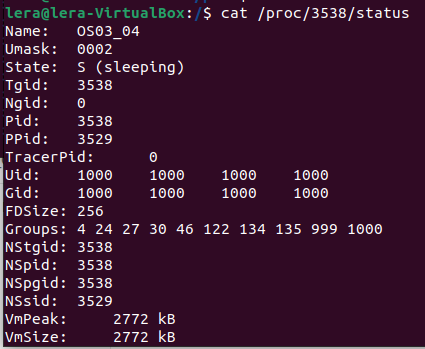 lera@lera-VirtualBox:/$ cat /proc/3538/status
Name:	OS03_04
Umask:	0002
State:	S (sleeping)
Tgid:	3538
Ngid:	0
Pid:	3538
PPid:	3529
TracerPid:	0
Uid:	1000	1000	1000	1000
Gid:	1000	1000	1000	1000
FDSize:	256
Groups:	4 24 27 30 46 122 134 135 999 1000
NStgid:	3538
NSpid:	3538
NSpgid:	3538
NSsid:	3529
VmPeak:	2772 kB
VmSize:	2772 kB